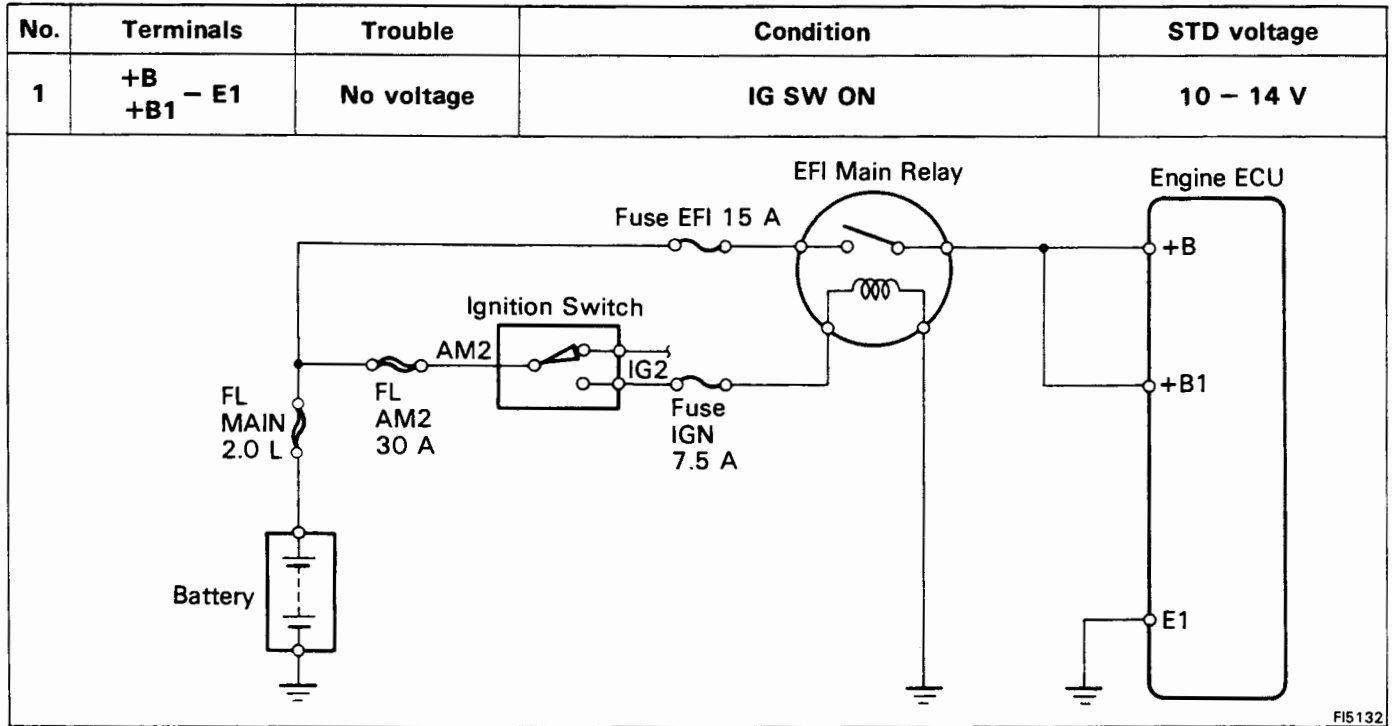 No. Terminals Trouble Condition STD voltage
+B
1 – E1 No voltage IG SW ON 10 – 14 V
+B1
EFI Main Relay
Engine ECU
Fuse EFI 15 A
+B
Ignition Switch
AM2
IG2
+B1
FL
MAIN
2.0 L
FL
AM2
30 A
Fuse
IGN
7.5 A
Battery
E1
FI5132